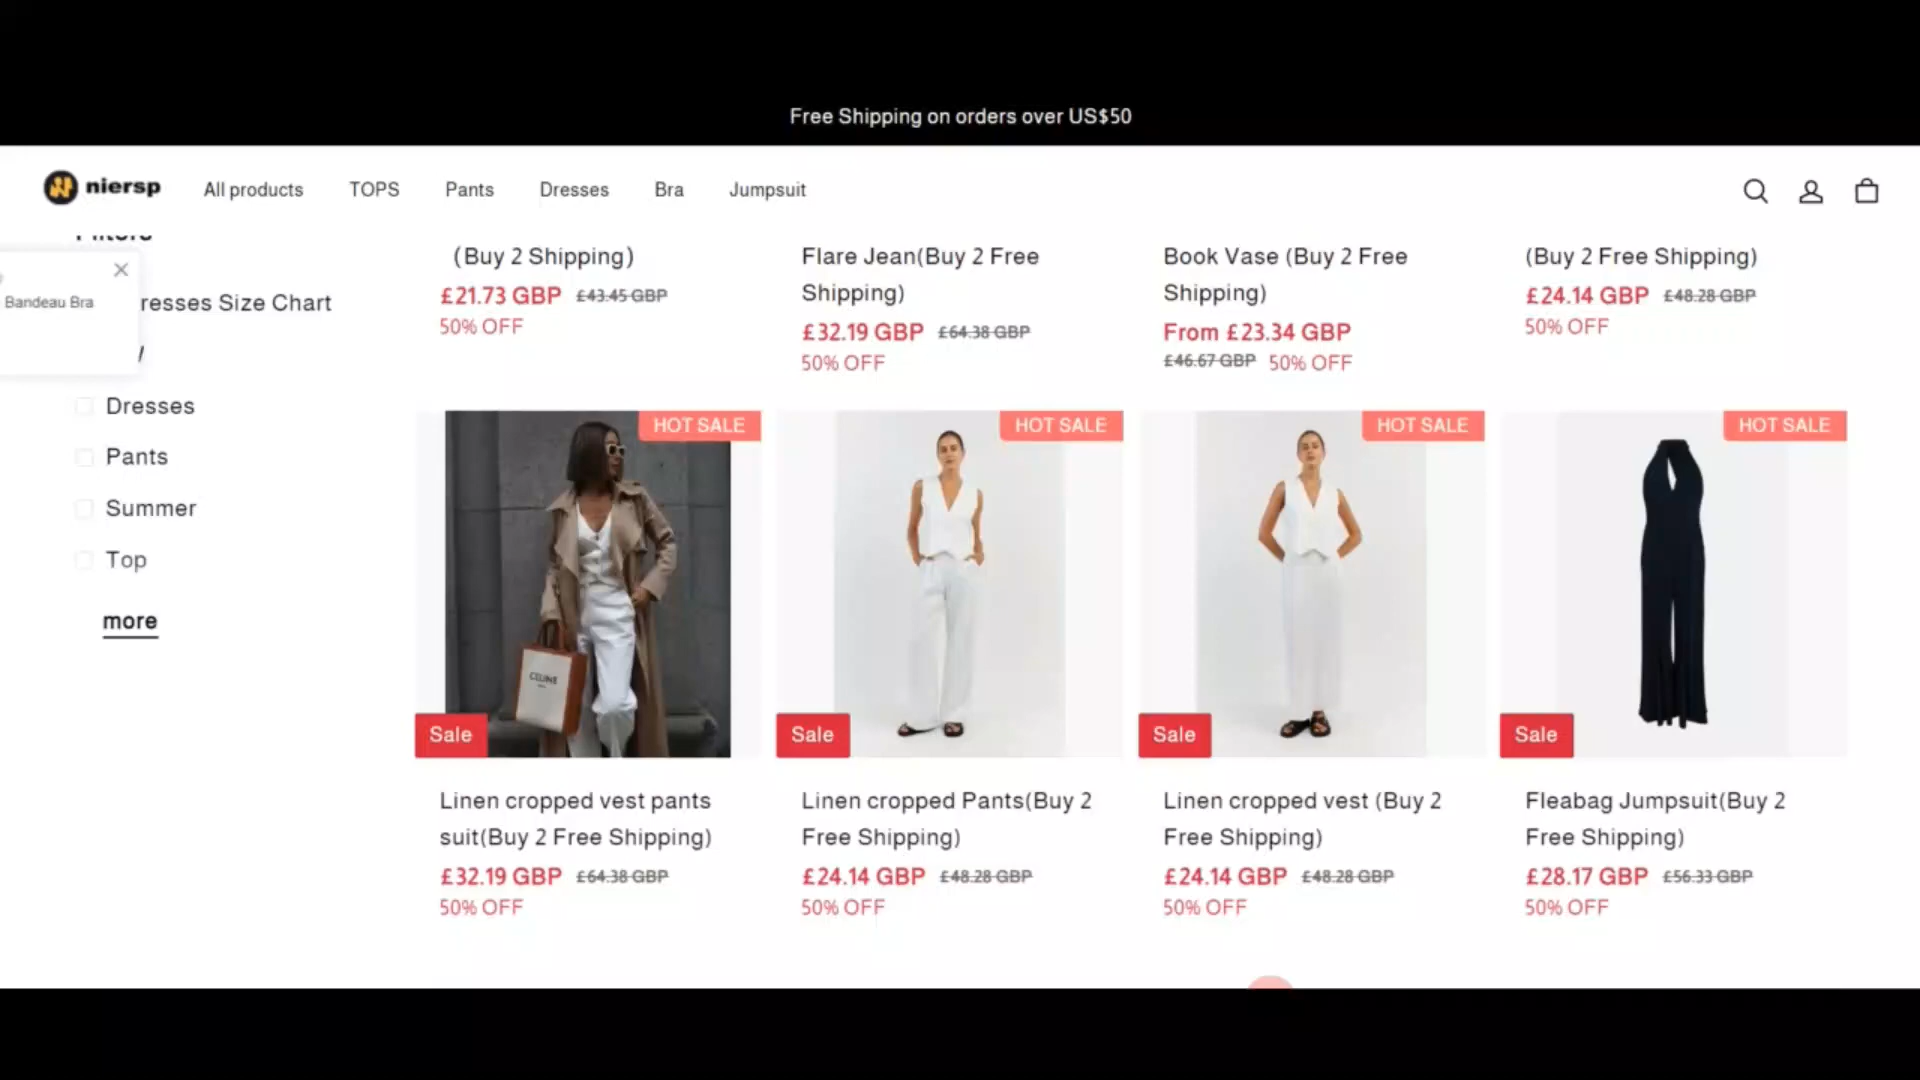 Free Shipping on orders over US$50
niersp All products TOPS Pants Dresses Bra Jumpsuit
Filters
Bandeau Bra
resses Size Chart
Dresses
Pants
Summer
Top
more
(Buy 2 Shipping)
£21.73 GBP £43.45 GBP
50% OFF
Flare Jean(Buy 2 Free
Shipping)
£32.19 GBP £64.38 GBP
50% OFF
Book Vase (Buy 2 Free
Shipping)
From £23.34 GBP
£46.67 GBP 50% OFF
(Buy 2 Free Shipping)
£24.14 GBP £48.28 GBP
50% OFF
HOT SALE
CELINE
Sale
Linen cropped vest pants
suit(Buy 2 Free Shipping)
£32.19 GBP £64.38 GBP
50% OFF
HOT SALE
Sale
Linen cropped Pants(Buy 2
Free Shipping)
£24.14 GBP £48.28 GBP
50% OFF
HOT SALE
Sale
Linen cropped vest (Buy 2
Free Shipping)
£24.14 GBP £48.28 GBP
50% OFF
HOT SALE
Sale
Fleabag Jumpsuit(Buy 2
Free Shipping)
£28.17 GBP £56.33 GBP
50% OFF